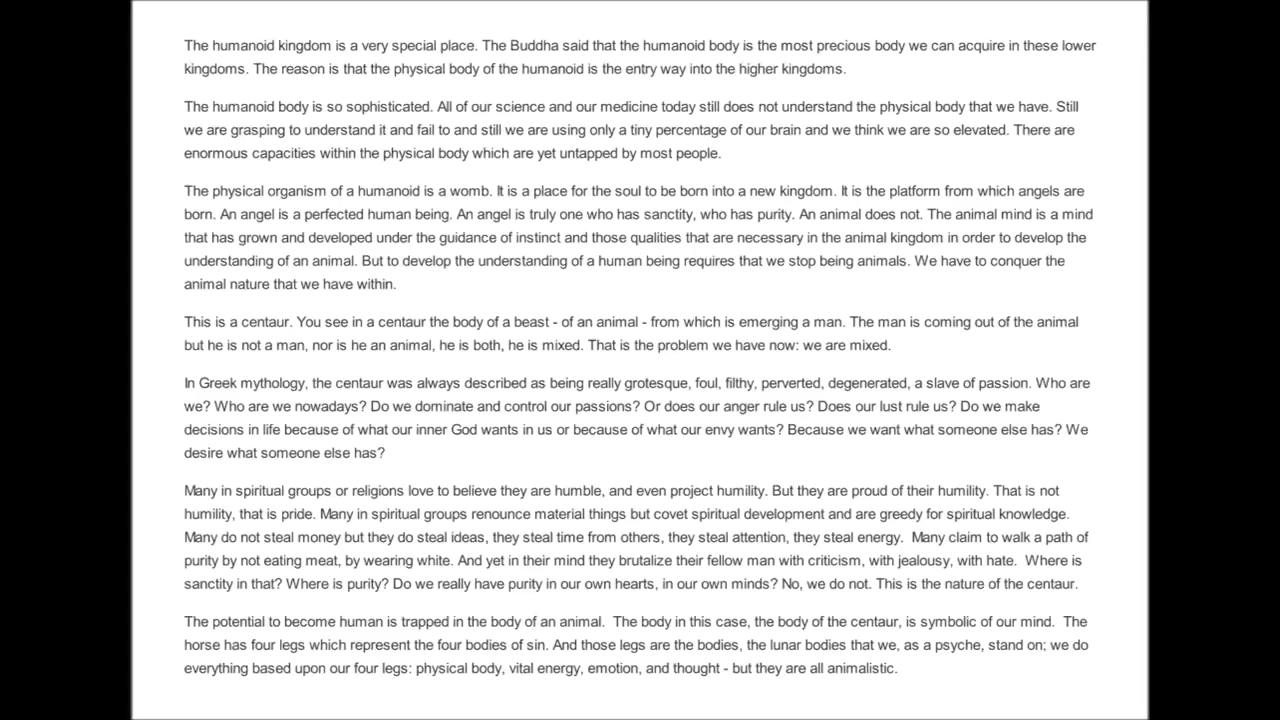 The humanoid kingdom is a very special place. The Buddha said that the humanoid body is the most precious body we can acquire in these lower
kingdoms. The reason is that the physical body of the humanoid is the entry way into the higher kingdoms.
The humanoid body is so sophisticated. All of our science and our medicine today still does not understand the physical body that we have. Still
we are grasping to understand it and fail to and still we are using only a tiny percentage of our brain and we think we are so elevated. There are
enormous capacities within the physical body which are yet untapped by most people.
The physical organism of a humanoid is a womb. It is a place for the soul to be born into a new kingdom. It is the platform from which angels are
born. An angel is a perfected human being. An angel is truly one who has sanctity, who has purity. An animal does not. The animal mind is a mind
that has grown and developed under the guidance of instinct and those qualities that are necessary in the animal kingdom in order to develop the
understanding of an animal. But to develop the understanding of a human being requires that we stop being animals. We have to conquer the
animal nature that we have within.
This is a centaur. You see in a centaur the body of a beast - of an animal - from which is emerging a man. The man is coming out of the animal
but he is not a man, nor is he an animal, he is both, he is mixed. That is the problem we have now: we are mixed.
In Greek mythology, the centaur was always described as being really grotesque, foul, filthy, perverted, degenerated, a slave of passion. Who are
we? Who are we nowadays? Do we dominate and control our passions? Or does our anger rule us? Does our lust rule us? Do we make
decisions in life because of what our inner God wants in us or because of what our envy wants? Because we want what someone else has? We
desire what someone else has?
Many in spiritual groups or religions love to believe they are humble, and even project humility. But they are proud of their humility. That is not
humility, that is pride. Many in spiritual groups renounce material things but covet spiritual development and are greedy for spiritual knowledge.
Many do not steal money but they do steal ideas, they steal time from others, they steal attention, they steal energy.  Many claim to walk a path of
purity by not eating meat, by wearing white. And yet in their mind they brutalize their fellow man with criticism, with jealousy, with hate.  Where is
sanctity in that? Where is purity? Do we really have purity in our own hearts, in our own minds? No, we do not. This is the nature of the centaur.
The potential to become human is trapped in the body of an animal.  The body in this case, the body of the centaur, is symbolic of our mind.  The
horse has four legs which represent the four bodies of sin. And those legs are the bodies, the lunar bodies that we, as a psyche, stand on; we do
everything based upon our four legs: physical body, vital energy, emotion, and thought - but they are all animalistic.